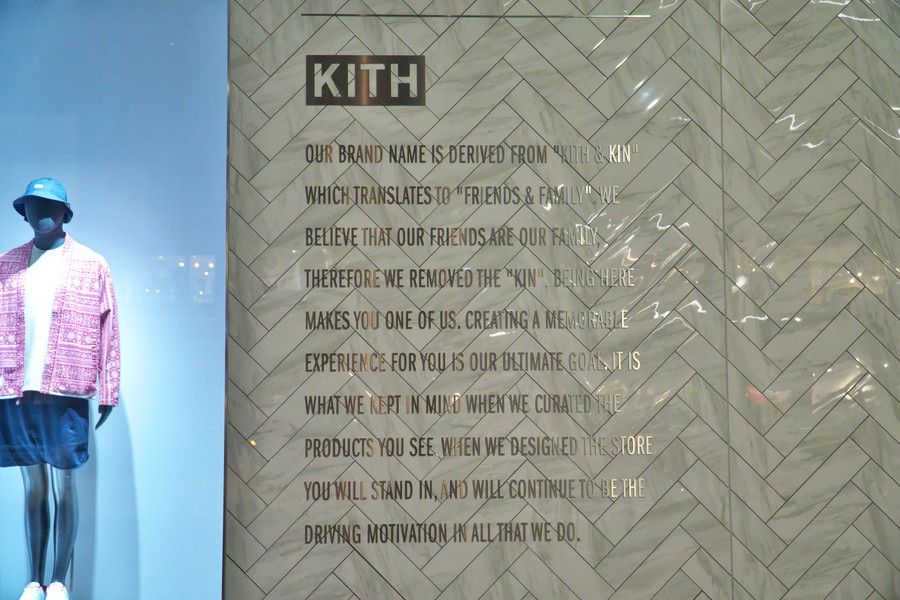 KITH
OUR BRAND NAME IS DERIVED FROM "KITH & KIN"
WHICH TRANSLATES TO "FRIENDS & FAMILY". WE
BELIEVE THAT OUR FRIENDS ARE OUR FAMILY,
THEREFORE WE REMOVED THE "KIN". BEING HERE
MAKES YOU ONE OF US. CREATING A MEMORABLE
EXPERIENCE FOR YOU IS OUR ULTIMATE GOAL. IT IS
WHAT WE KEPT IN MIND WHEN WE CURATED THE
PRODUCTS YOU SEE, WHEN WE DESIGNED THE STORE
YOU WILL STAND IN, AND WILL CONTINUE TO BE THE
DRIVING MOTIVATION IN ALL THAT WE DO.